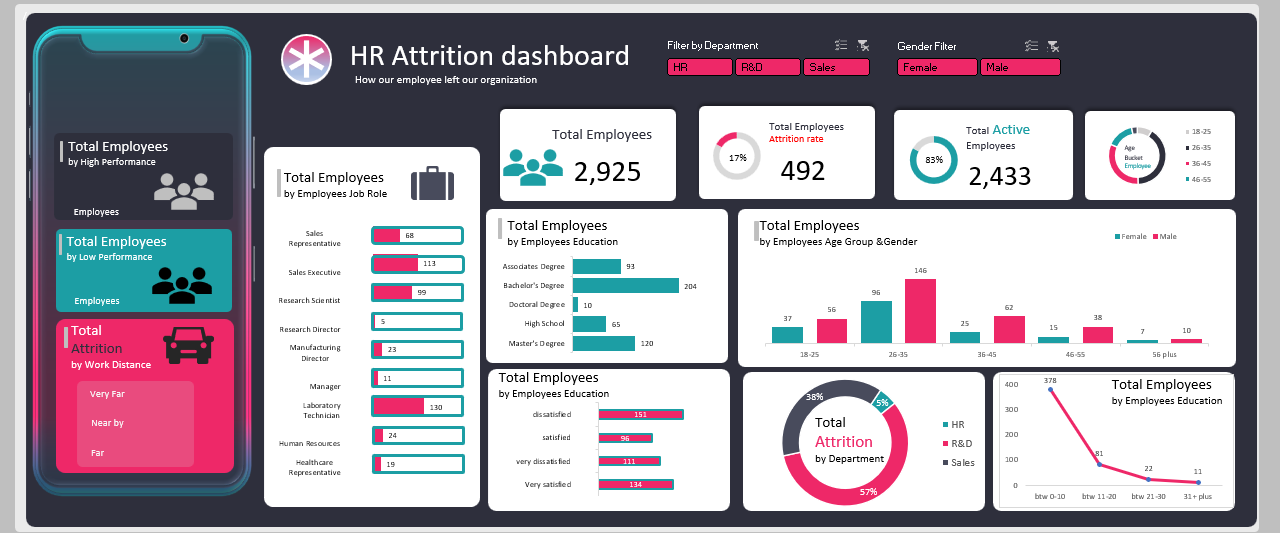 HR Attrition dashboard
How our employee left our organization
Filter by Department
HR
R&D
Sales
Gender Filter
Female
Male
Total Employees
by High Performance
Employees
Total Employees
by Low Performance
Employees
Total
Attrition
by Work Distance
Very Far
Near by
Far
Total Employees
by Employees Job Role
Sales
Representative
68
Sales Executive
113
Research Scientist
99
Research Director
5
Manufacturing
Director
23
Manager
11
Laboratory
Technician
130
Human Resources
24
Healthcare
Representative
19
Total Employees
2,925
17%
Total Employees
Attrition rate
492
83%
Total Active
Employees
2,433
Age
Bucket
Employee
18-25
26-35
36-45
46-55
Total Employees
by Employees Education
Associates Degree
93
Bachelor's Degree
204
Doctoral Degree
10
High School
65
Master's Degree
120
Total Employees
by Employees Age Group &Gender
Female
Male
37
56
96
146
25
62
15
38
7
10
18-25
26-35
36-45
46-55
56 plus
Total Employees
by Employees Education
dissatisfied
151
satisfied
96
very dissatisfied
111
Very satisfied
134
Total
Attrition
by Department
38%
5%
57%
HR
R&D
Sales
Total Employees
by Employees Education
400
300
200
100
0
378
81
22
11
btw 0-10
btw 11-20
btw 21-30
31+ plus